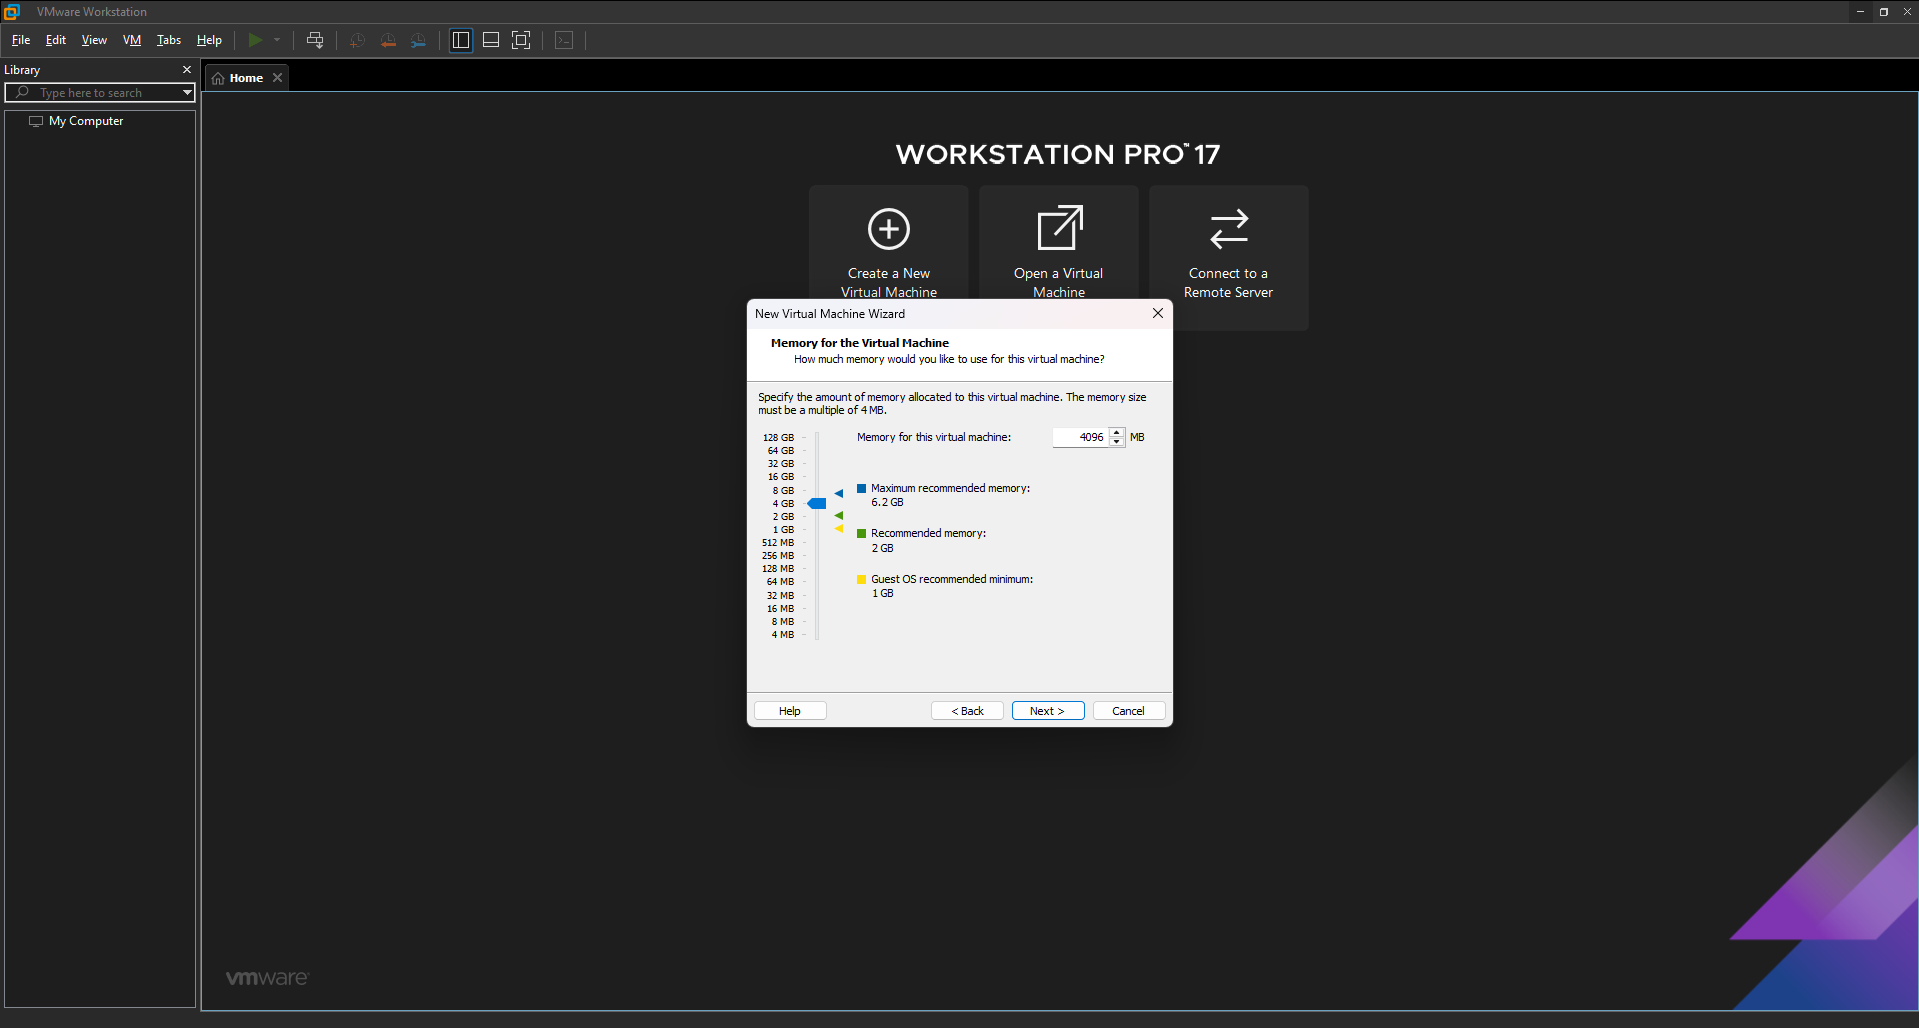 VMware Workstation
File Edit View VM Tabs Help
Library
Type here to search
My Computer
Home
WORKSTATION PRO™ 17
Create a New
Virtual Machine
Open a Virtual
Machine
Connect to a
Remote Server
New Virtual Machine Wizard
Memory for the Virtual Machine
How much memory would you like to use for this virtual machine?
Specify the amount of memory allocated to this virtual machine. The memory size
must be a multiple of 4 MB.
Memory for this virtual machine: 4096 MB
128 GB
64 GB
32 GB
16 GB
8 GB
4 GB
2 GB
1 GB
512 MB
256 MB
128 MB
64 MB
32 MB
16 MB
8 MB
4 MB
Maximum recommended memory:
6.2 GB
Recommended memory:
2 GB
Guest OS recommended minimum:
1 GB
Help < Back Next > Cancel
vmware